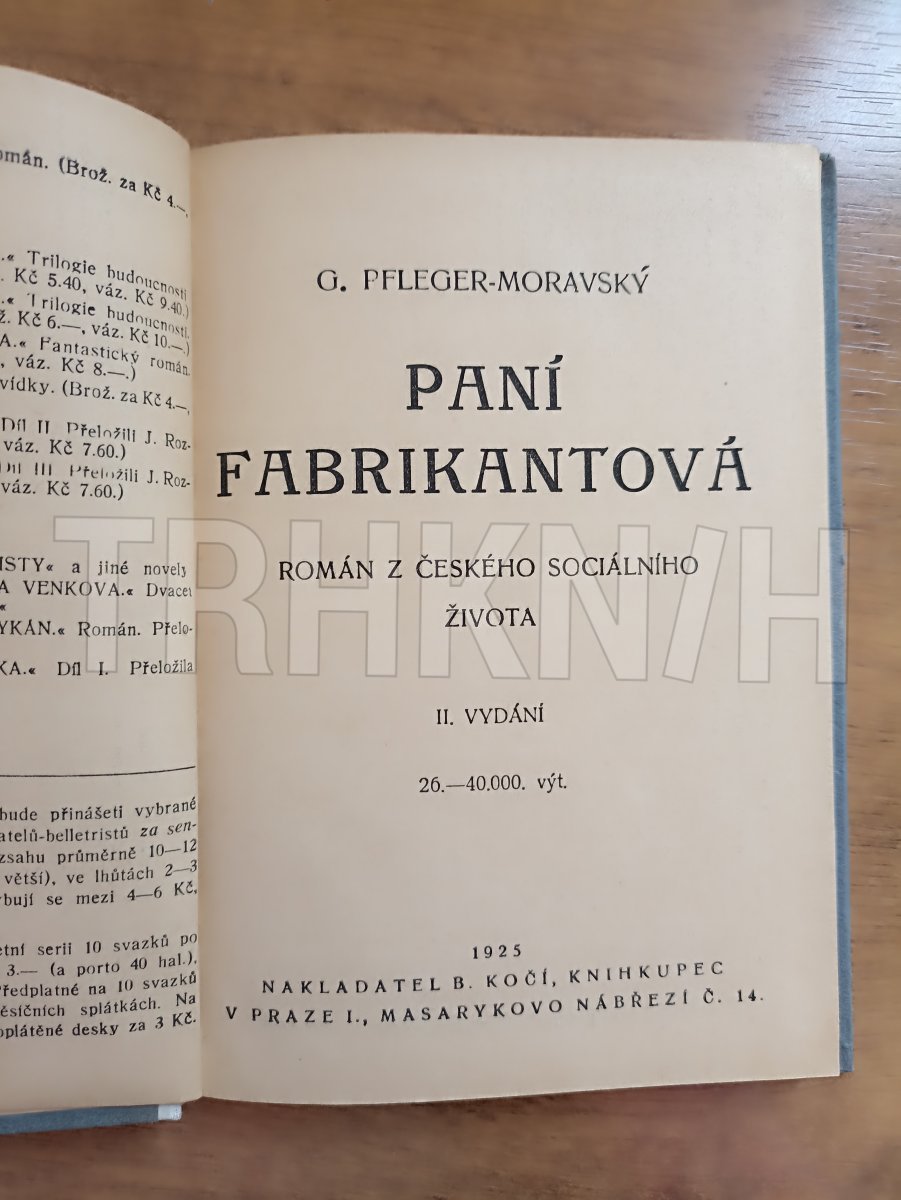 omán. (Brož. za Kč 4.—,
.« Trilogie budoucnosti
. Kč 5.40, váz. Kč 9.40.)
.« Trilogie budoucnosti.
ž. Kč 6.—, váz. Kč 10.—.)
A.« Fantastický román.
, váz. Kč 8.—.)
vídky. (Brož. za Kč 4.—,
Díl II Přeložili J. Roz-
váz. Kč 7.60.)
Díl III Přeložili J. Roz-
váz. Kč 7.60.)
ISTY« a jiné novely
A VENKOVA.« Dvacet
«
YKÁN.« Román. Přelo-
KA.« Díl I. Přeložila
bude přinášeti vybrané
atelů-belletristů za sen-
zsahu průměrně 10—12
větší), ve lhůtách 2—3
ybují se mezi 4—6 Kč,
etní serii 10 svazků po
3.— (a porto 40 hal.),
Předplatné na 10 svazků
ěsíčních splátkách. Na
oplátěné desky za 3 Kč.
G. PFLEGER-MORAVSKÝ
PANÍ
FABRIKANTOVÁ
ROMÁN Z ČESKÉHO SOCIÁLNÍHO
ŽIVOTA
II. VYDÁNÍ
26.—40.000. výt.
1925
NAKLADATEL B. KOČÍ, KNIHKUPEC
V PRAZE I., MASARYKOVO NÁBŘEZÍ Č. 14.
TRHKNIH